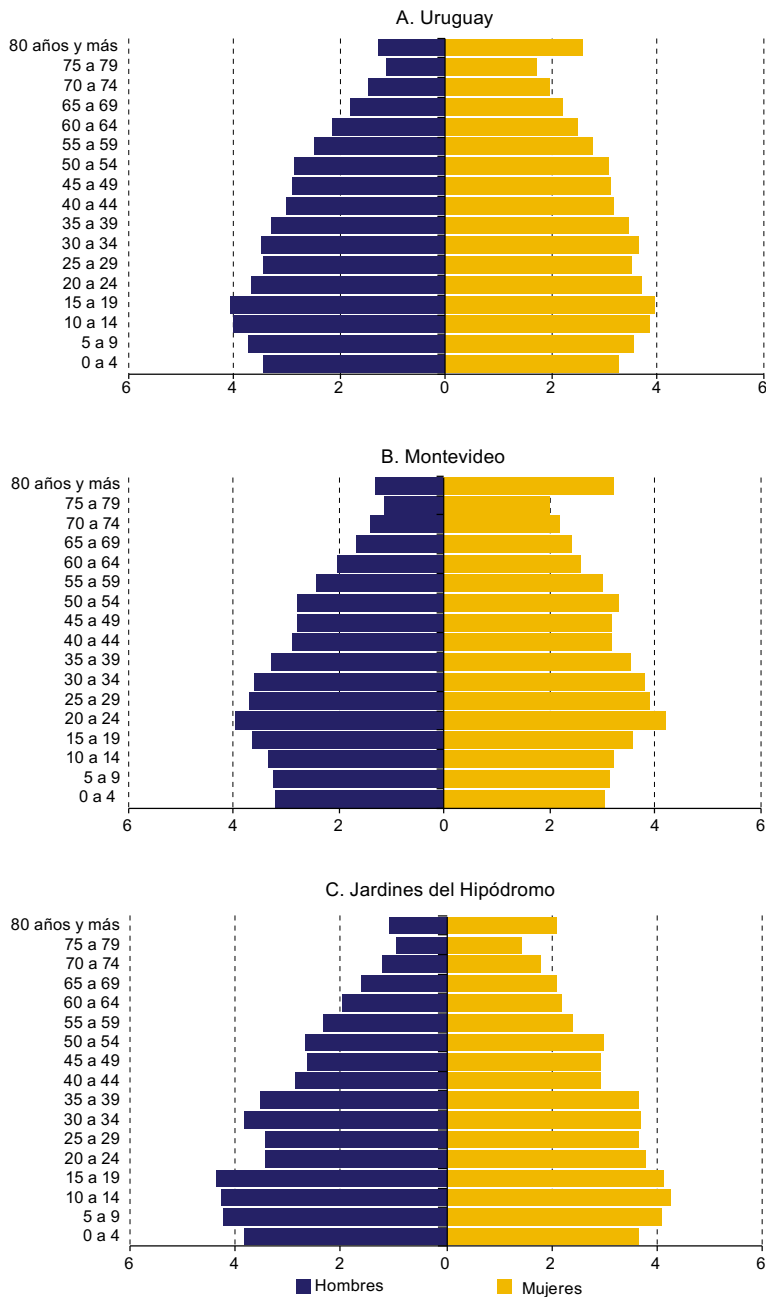 A. Uruguay
80 años y más
75 a 79
70 a 74
65 a 69
60 a 64
55 a 59
50 a 54
45 a 49
40 a 44
35 a 39
30 a 34
25 a 29
20 a 24
15 a 19
10 a 14
5 a 9
0 a 4
6 4 2 0 2 4 6
B. Montevideo
80 años y más
75 a 79
70 a 74
65 a 69
60 a 64
55 a 59
50 a 54
45 a 49
40 a 44
35 a 39
30 a 34
25 a 29
20 a 24
15 a 19
10 a 14
5 a 9
0 a 4
6 4 2 0 2 4 6
C. Jardines del Hipódromo
80 años y más
75 a 79
70 a 74
65 a 69
60 a 64
55 a 59
50 a 54
45 a 49
40 a 44
35 a 39
30 a 34
25 a 29
20 a 24
15 a 19
10 a 14
5 a 9
0 a 4
6 4 2 0 2 4 6
Hombres Mujeres